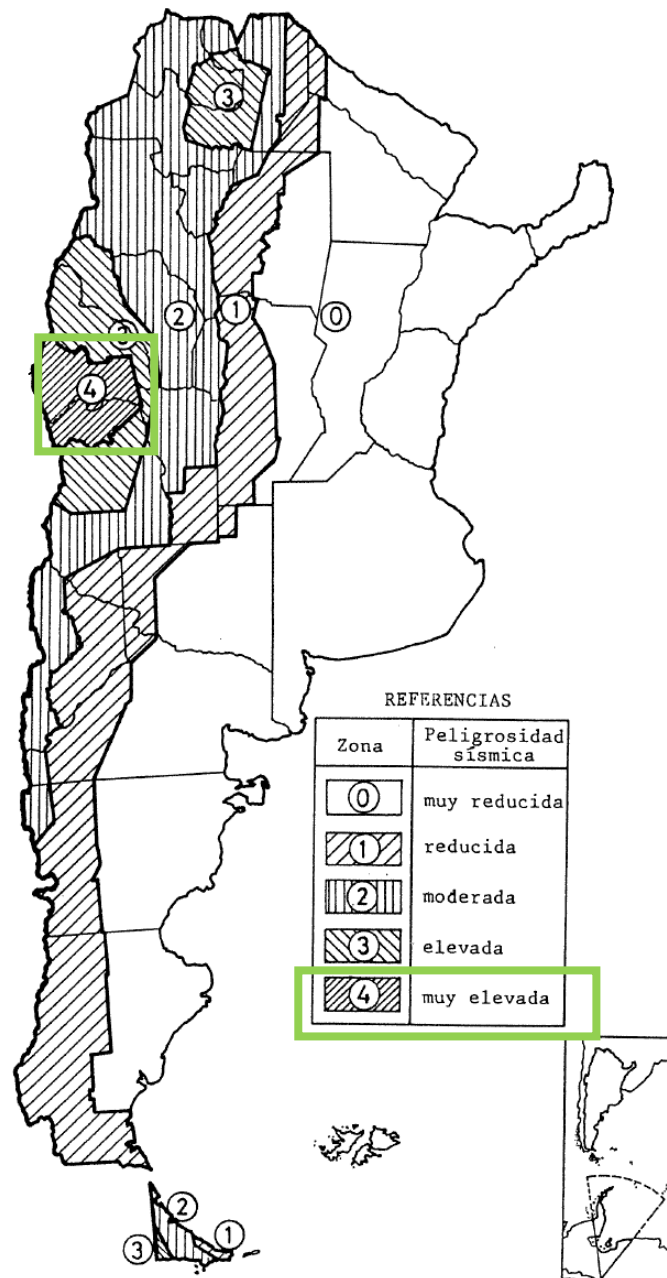 3
2
1
0
3
4
REFERENCIAS
Zona
Peligrosidad
sísmica
0
muy reducida
1
reducida
2
moderada
3
elevada
4
muy elevada
2
1
3